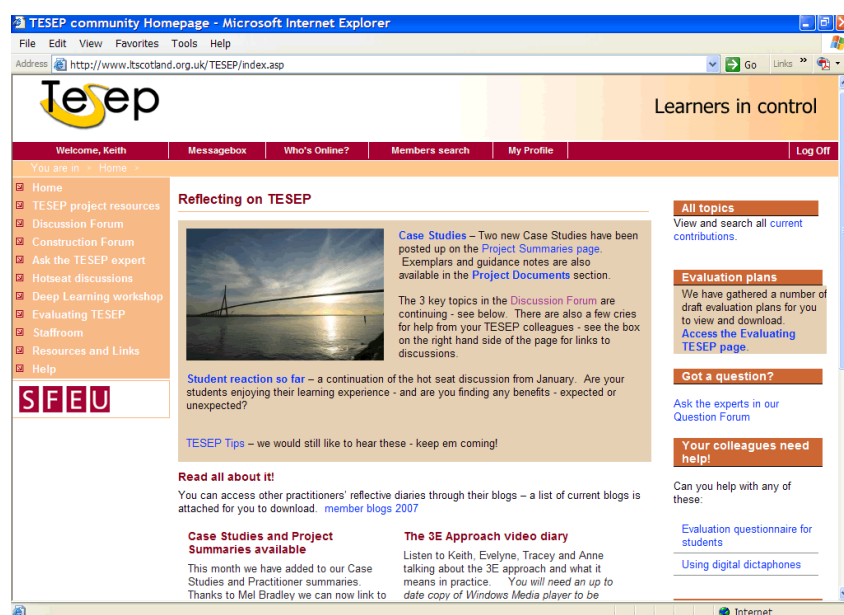 TESEP community Homepage - Microsoft Internet Explorer
File Edit View Favorites Tools Help
Address http://www.ltscotland.org.uk/TESEP/index.asp Go Links »
Tesep
Learners in control
Welcome, Keith Messagebox Who's Online? Members search My Profile Log Off
You are in Home
Home
TESEP project resources
Discussion Forum
Construction Forum
Ask the TESEP expert
Hotseat discussions
Deep Learning workshop
Evaluating TESEP
Staffroom
Resources and Links
Help
SFEU
Reflecting on TESEP
Case Studies – Two new Case Studies have been
posted up on the Project Summaries page.
Exemplars and guidance notes are also
available in the Project Documents section.
The 3 key topics in the Discussion Forum are
continuing - see below. There are also a few cries
for help from your TESEP colleagues - see the box
on the right hand side of the page for links to
discussions.
Student reaction so far – a continuation of the hot seat discussion from January. Are your
students enjoying their learning experience - and are you finding any benefits - expected or
unexpected?
TESEP Tips – we would still like to hear these - keep em coming!
Read all about it!
You can access other practitioners' reflective diaries through their blogs – a list of current blogs is
attached for you to download. member blogs 2007
Case Studies and Project
Summaries available
This month we have added to our Case
Studies and Practitioner summaries.
Thanks to Mel Bradley we can now link to
The 3E Approach video diary
Listen to Keith, Evelyne, Tracey and Anne
talking about the 3E approach and what it
means in practice. You will need an up to
date copy of Windows Media player to be
All topics
View and search all current
contributions.
Evaluation plans
We have gathered a number of
draft evaluation plans for you
to view and download.
Access the Evaluating
TESEP page.
Got a question?
Ask the experts in our
Question Forum
Your colleagues need
help!
Can you help with any of
these:
Evaluation questionnaire for
students
Using digital dictaphones
Internet